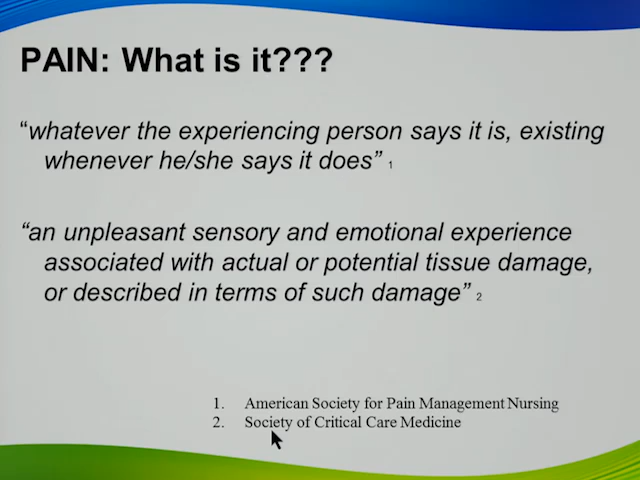 PAIN: What is it???
“whatever the experiencing person says it is, existing
whenever he/she says it does” 1
“an unpleasant sensory and emotional experience
associated with actual or potential tissue damage,
or described in terms of such damage” 2
1. American Society for Pain Management Nursing
2. Society of Critical Care Medicine